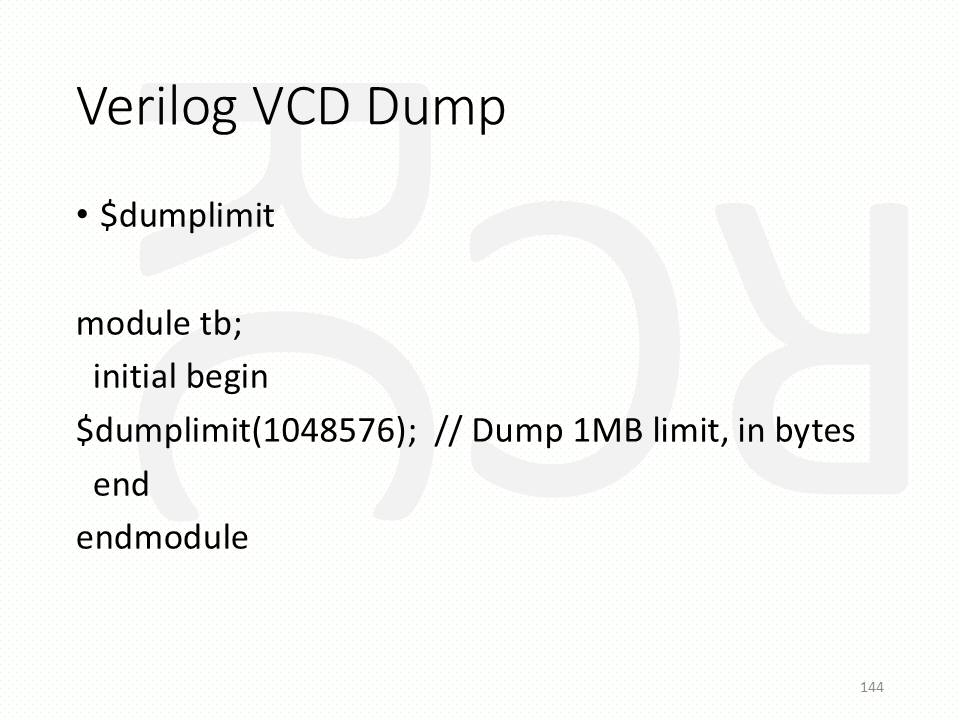 Verilog VCD Dump
• $dumplimit
module tb;
initial begin
$dumplimit(1048576);  // Dump 1MB limit, in bytes
end
endmodule
144